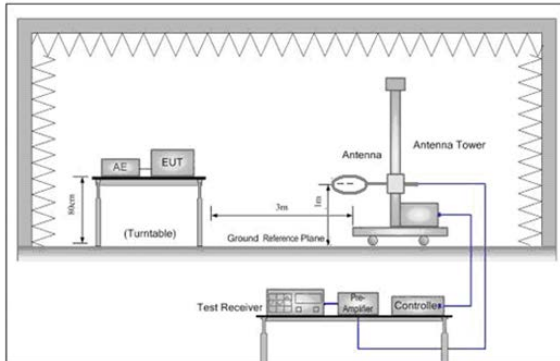 Antenna Tower
Antenna
EUT
AE
80cm
3m
1m
(Turntable)
Ground Reference Plane
Test Receiver
Pre-
Amplifier
Controller